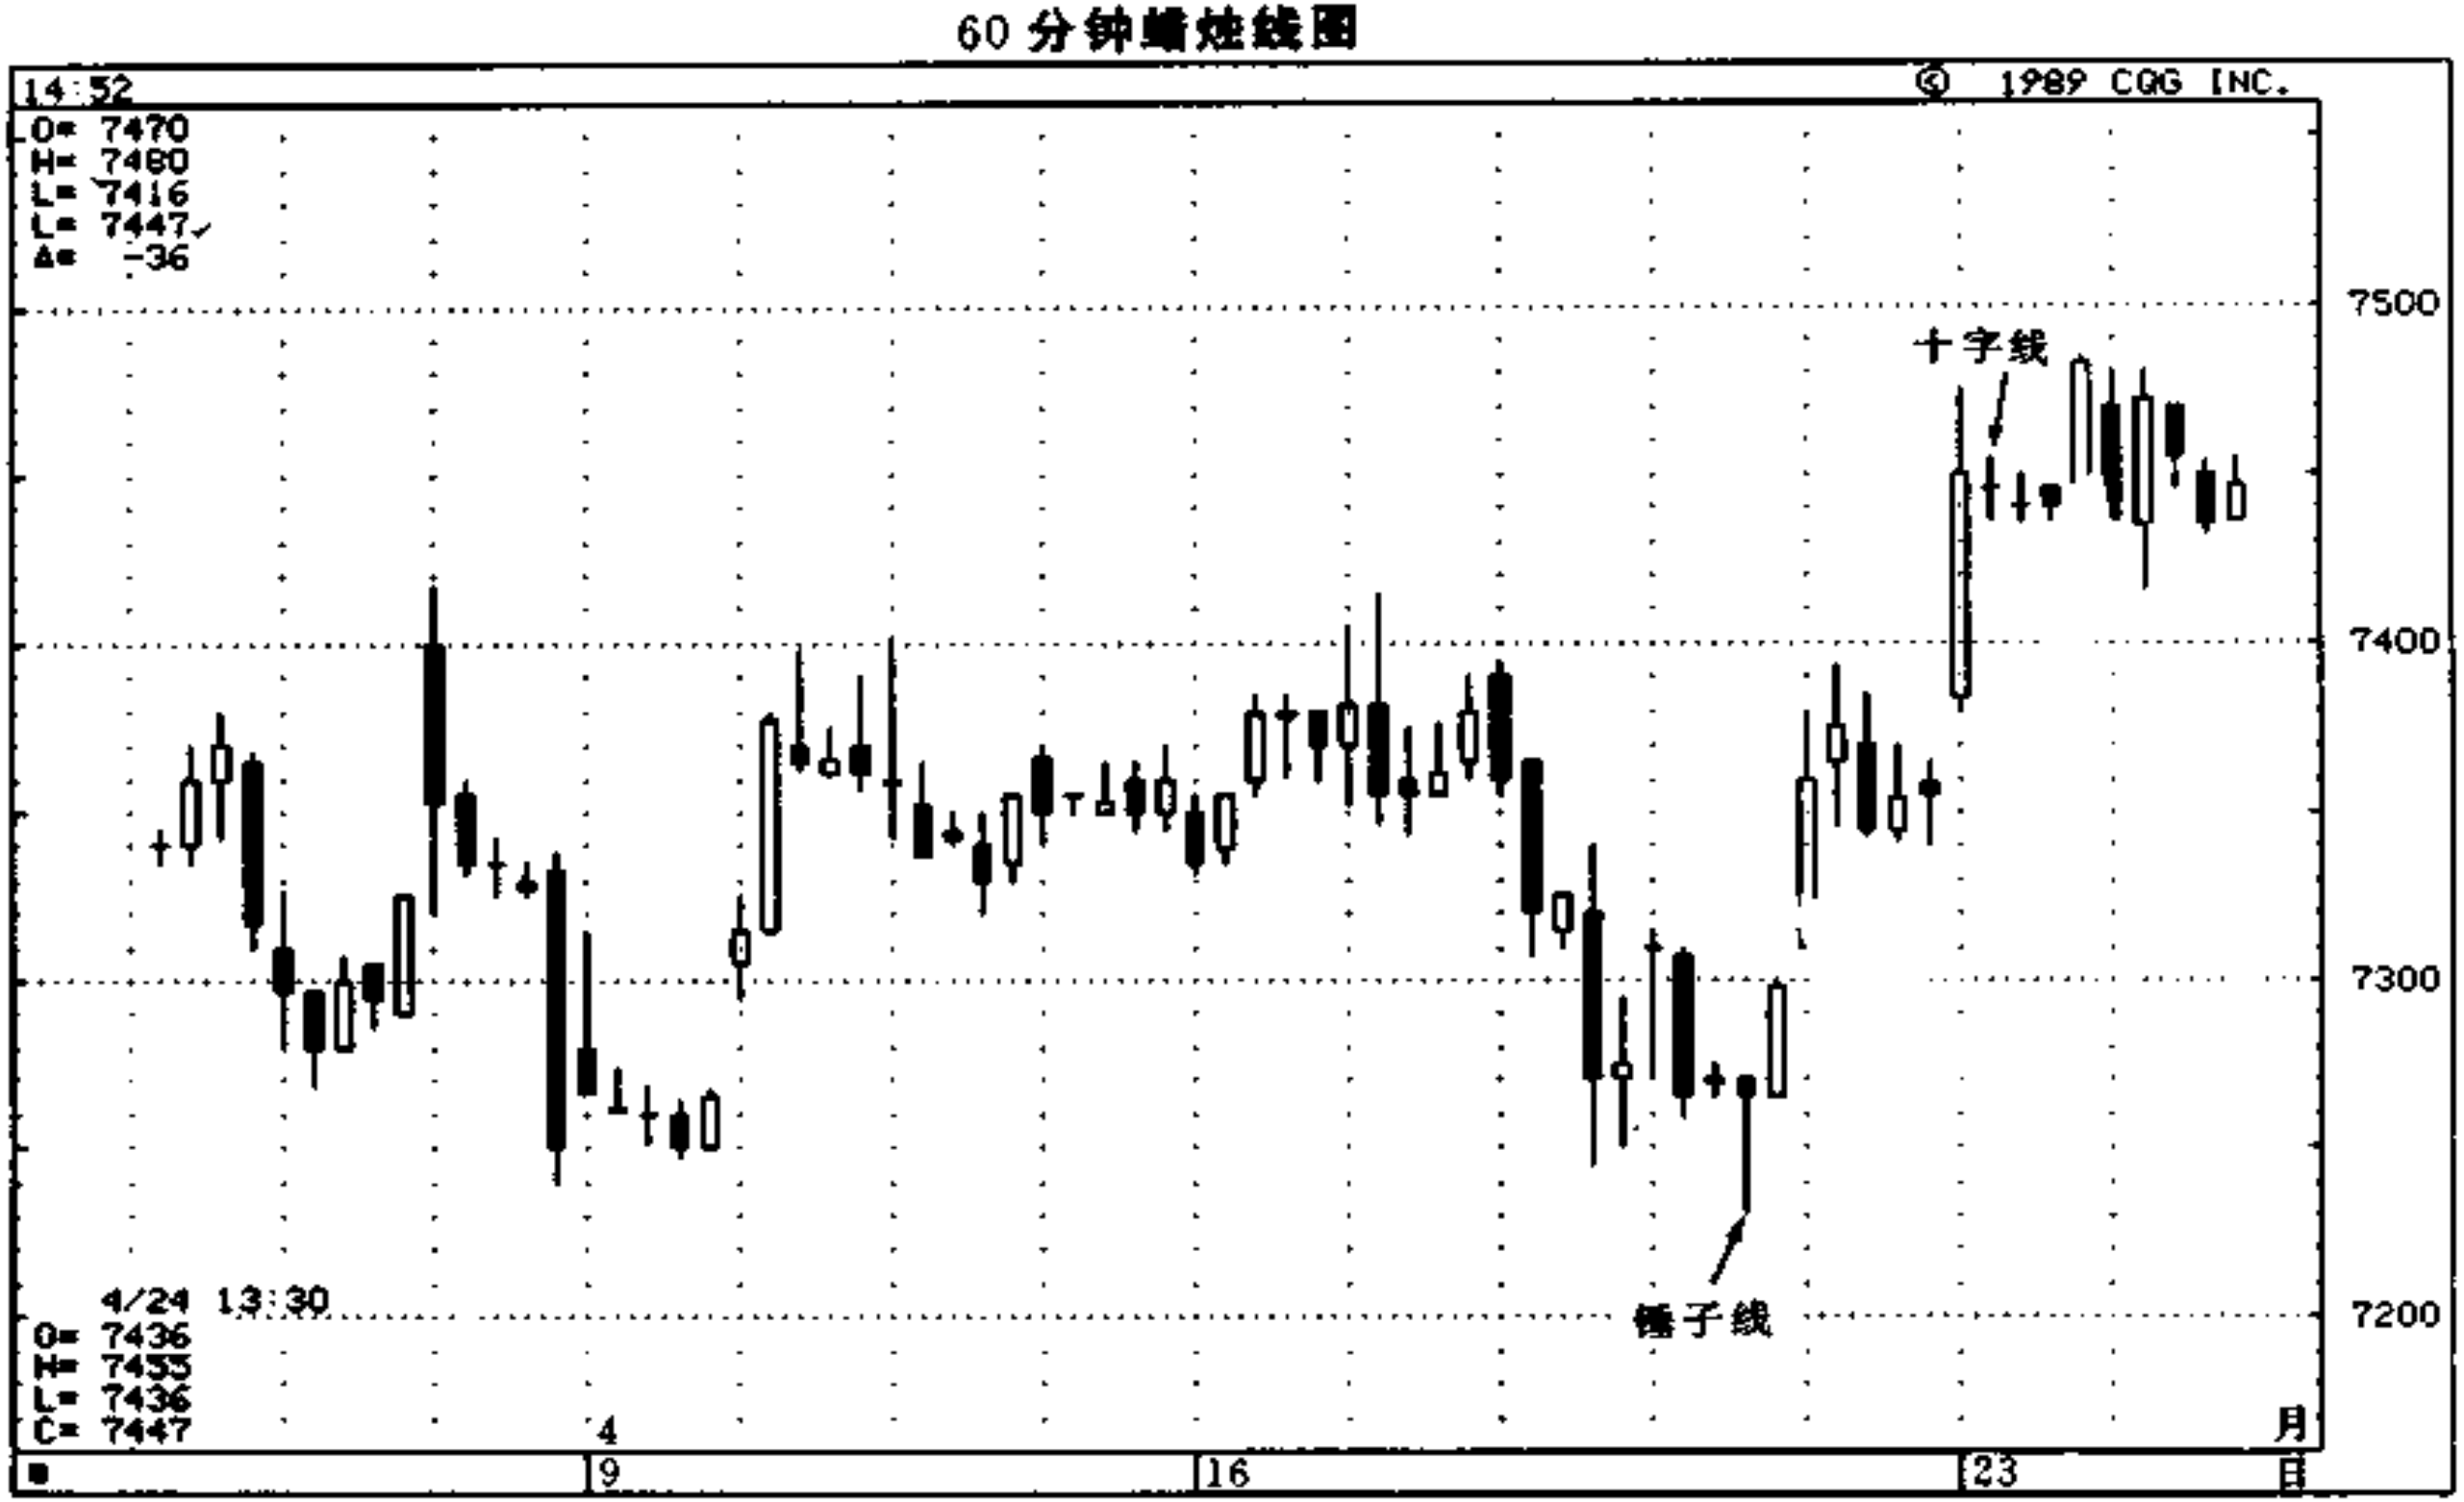 60 分钟蜡烛线图
14:52
© 1989 CQG INC.
O= 7470
H= 7480
L= 7416
L= 7447
Δ= -36
7500
十字线
7400
7300
4/24 13:30
7200
锤子线
O= 7436
H= 7455
L= 7436
C= 7447
4
月
9
16
23
日